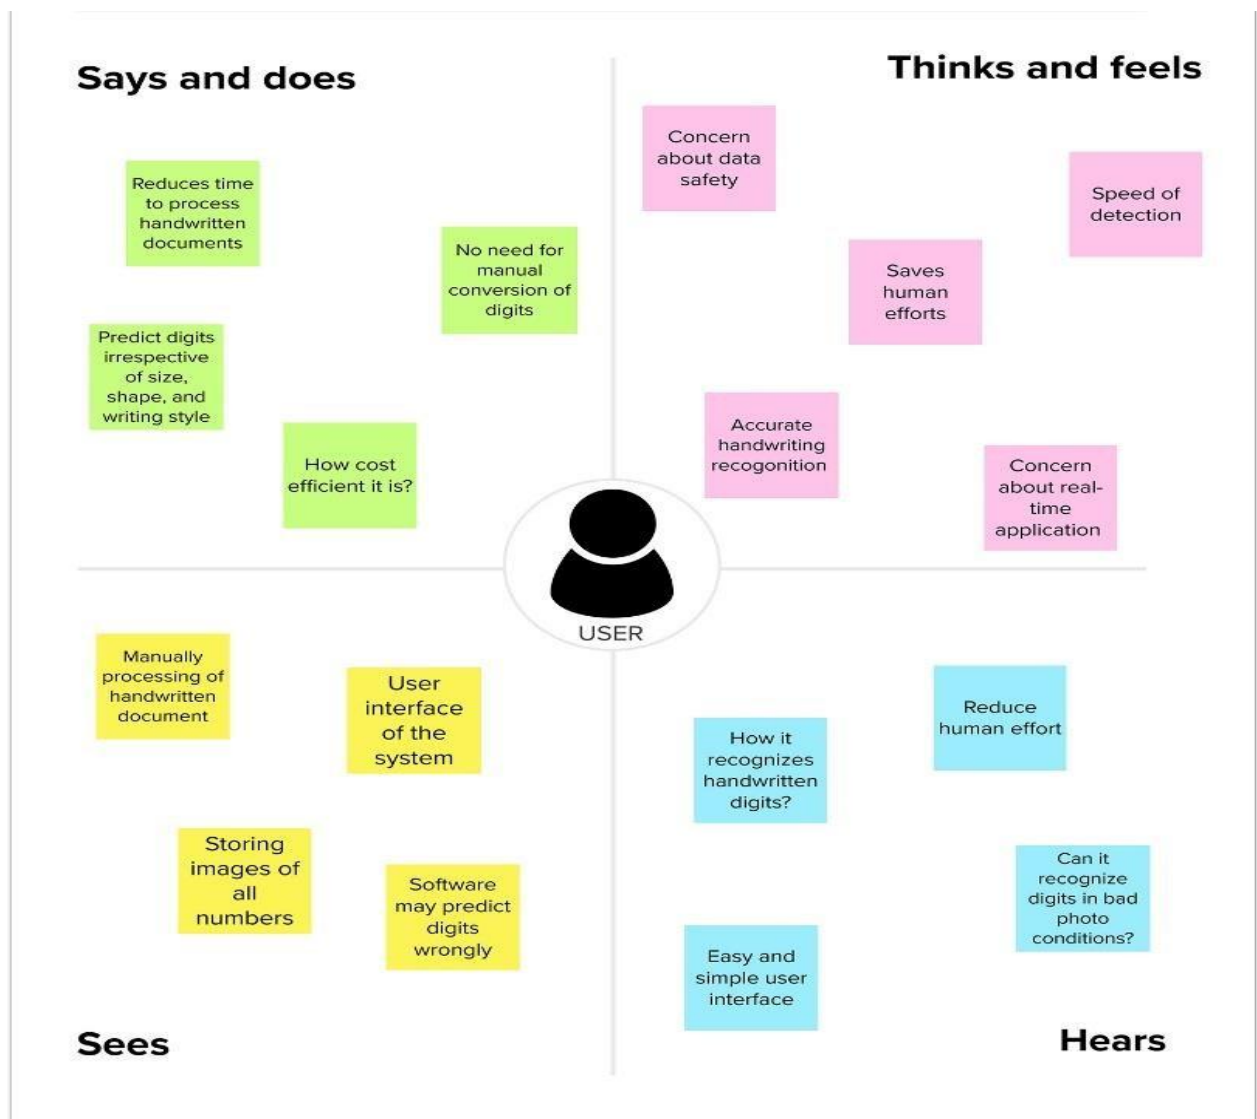 Says and does
Thinks and feels
Reduces time
to process
handwritten
documents
No need for
manual
conversion of
digits
Predict digits
irrespective
of size,
shape, and
writing style
How cost
efficient it is?
Concern
about data
safety
Speed of
detection
Saves
human
efforts
Accurate
handwriting
recogonition
Concern
about real-
time
application
USER
Manually
processing of
handwritten
document
User
interface
of the
system
Storing
images of
all
numbers
Software
may predict
digits
wrongly
Sees
How it
recognizes
handwritten
digits?
Reduce
human effort
Can it
recognize
digits in bad
photo
conditions?
Easy and
simple user
interface
Hears